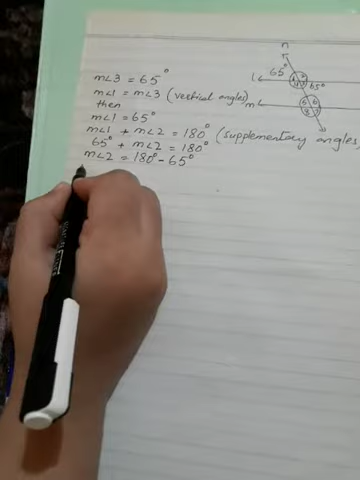 n
65°
L
65°
m
m∠3 = 65°
m∠1 = m∠3 (vertical angles)
then
m∠1 = 65°
m∠1 + m∠2 = 180° (supplementary angles,
65° + m∠2 = 180°
m∠2 = 180° - 65°